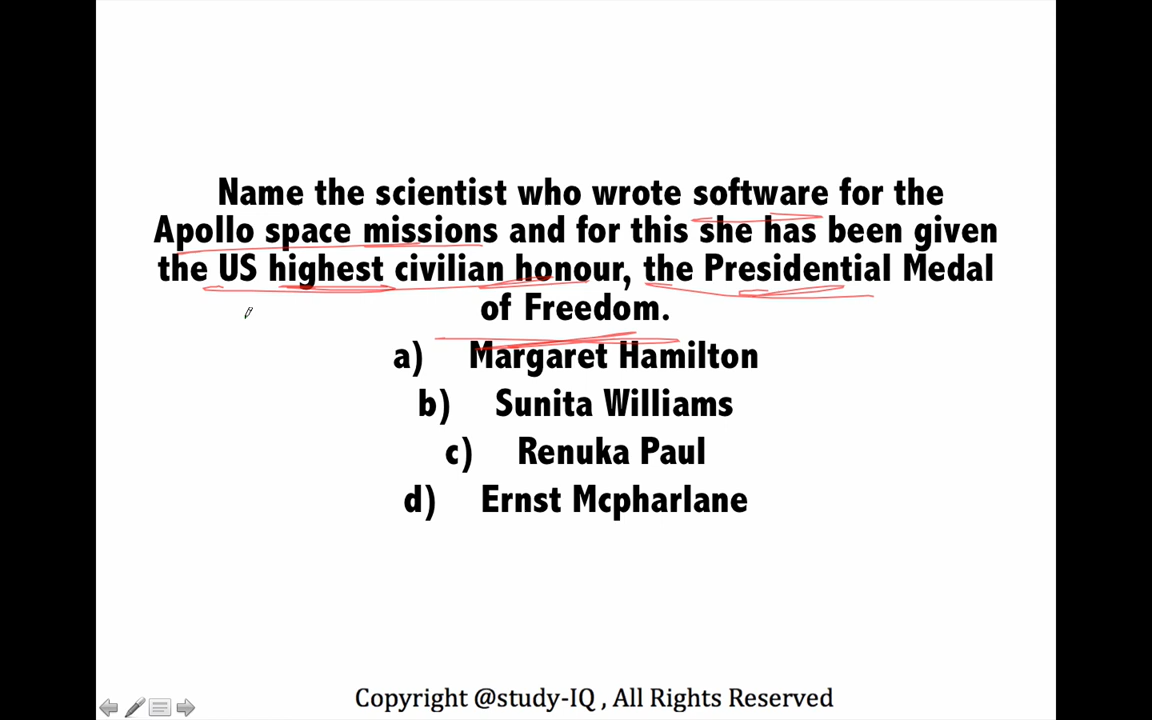 Name the scientist who wrote software for the
Apollo space missions and for this she has been given
the US highest civilian honour, the Presidential Medal
of Freedom.
a) Margaret Hamilton
b) Sunita Williams
c) Renuka Paul
d) Ernst Mcpharlane
Copyright @study-IQ , All Rights Reserved